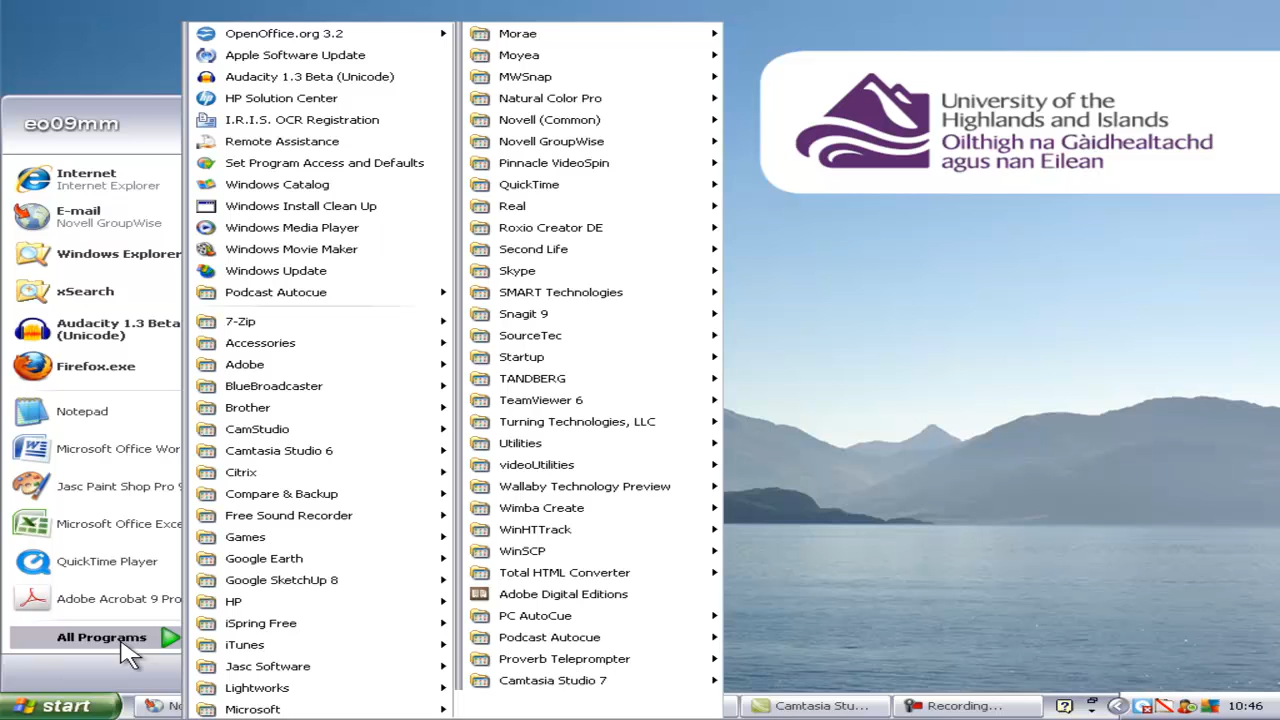 ec09mm
Internet
Internet Explorer
E-mail
Novell GroupWise
Windows Explorer
xSearch
Audacity 1.3 Beta
(Unicode)
Firefox.exe
Notepad
Microsoft Office Wor
Jasc Paint Shop Pro 9
Microsoft Office Exce
QuickTime Player
Adobe Acrobat 9 Pro
All Programs
OpenOffice.org 3.2
Apple Software Update
Audacity 1.3 Beta (Unicode)
HP Solution Center
I.R.I.S. OCR Registration
Remote Assistance
Set Program Access and Defaults
Windows Catalog
Windows Install Clean Up
Windows Media Player
Windows Movie Maker
Windows Update
Podcast Autocue
7-Zip
Accessories
Adobe
BlueBroadcaster
Brother
CamStudio
Camtasia Studio 6
Citrix
Compare & Backup
Free Sound Recorder
Games
Google Earth
Google SketchUp 8
HP
iSpring Free
iTunes
Jasc Software
Lightworks
Microsoft
Morae
Moyea
MWSnap
Natural Color Pro
Novell (Common)
Novell GroupWise
Pinnacle VideoSpin
QuickTime
Real
Roxio Creator DE
Second Life
Skype
SMART Technologies
Snagit 9
SourceTec
Startup
TANDBERG
TeamViewer 6
Turning Technologies, LLC
Utilities
videoUtilities
Wallaby Technology Preview
Wimba Create
WinHTTrack
WinSCP
Total HTML Converter
Adobe Digital Editions
PC AutoCue
Podcast Autocue
Proverb Teleprompter
Camtasia Studio 7
University of the
Highlands and Islands
Oilthigh na Gàidhealtachd
agus nan Eilean
start
No
Camtasia Stu...
Recording...
10:46